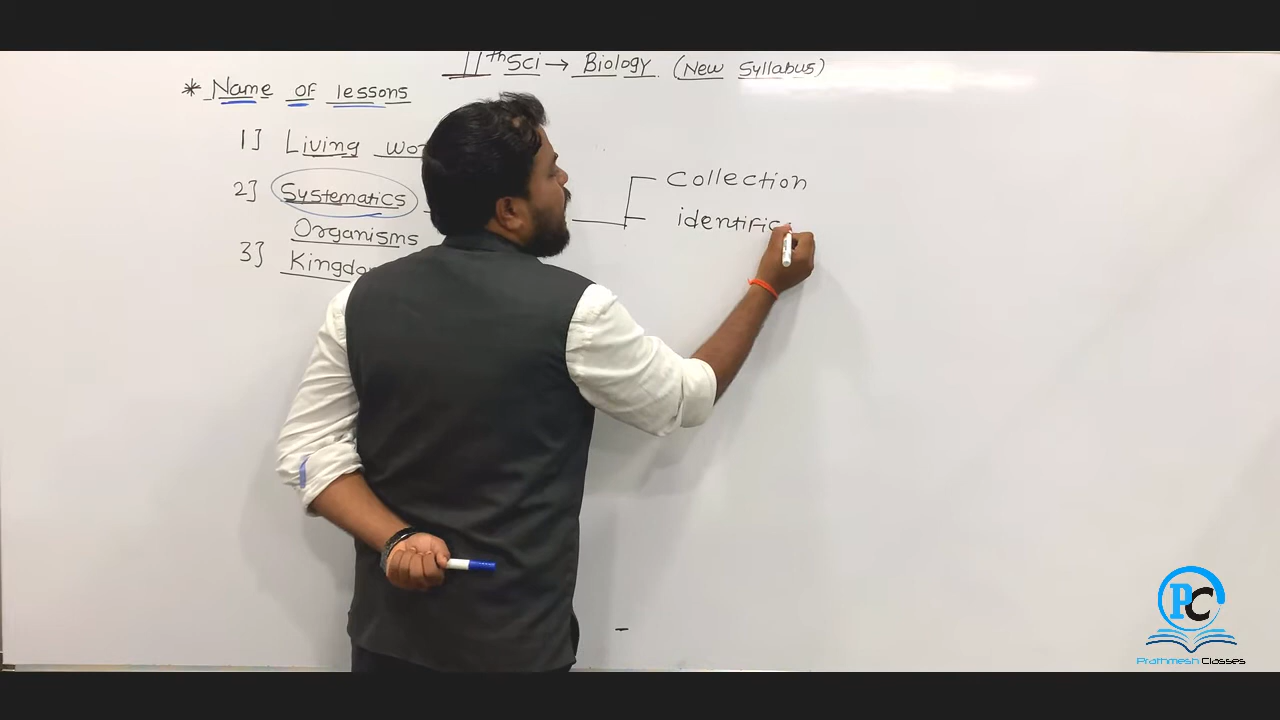 11th Sci → Biology (New Syllabus)
* Name of lessons
1] Living wo
2] Systematics
Organisms
3] Kingdo
Collection
identific
PC
Prathmesh Classes